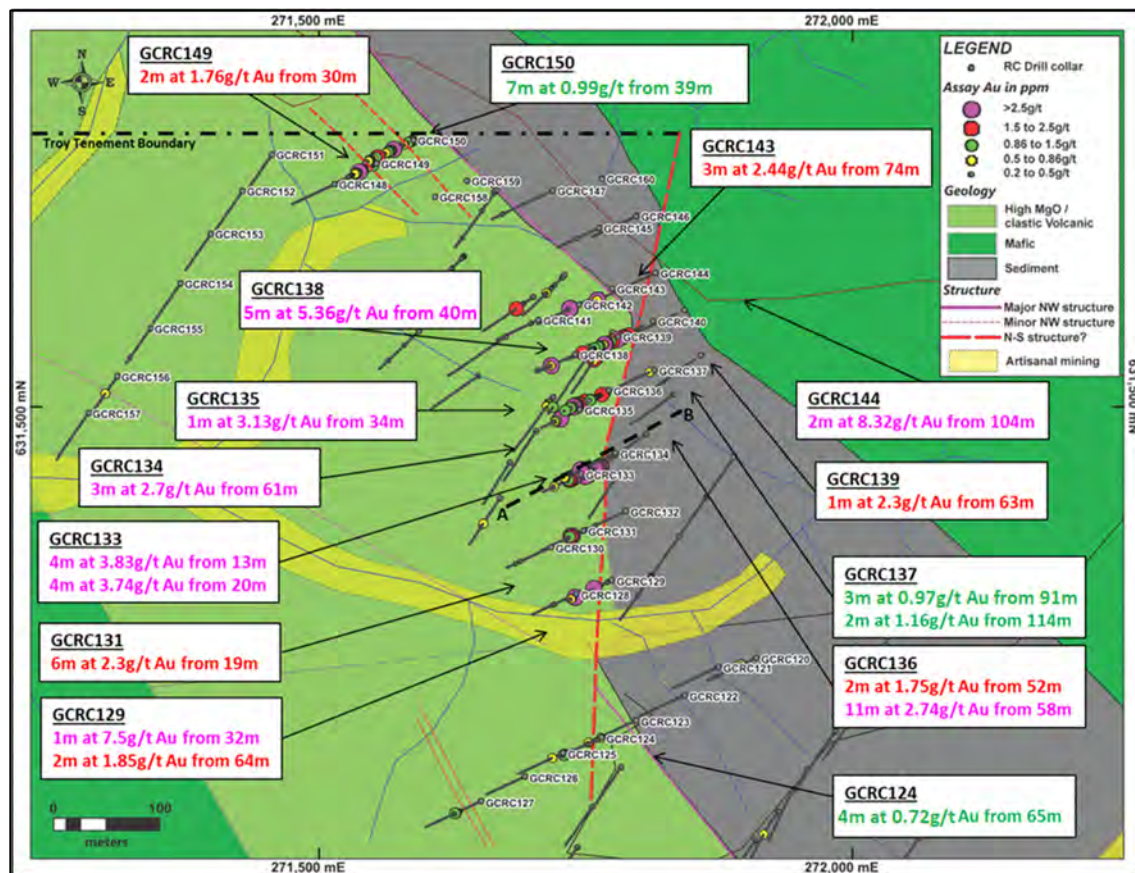 271,500 mE
272,000 mE
N
W E
S
GCRC149
2m at 1.76g/t Au from 30m
GCRC150
7m at 0.99g/t Au from 39m
Troy Tenement Boundary
GCRC143
3m at 2.44g/t Au from 74m
LEGEND
RC Drill collar
Assay Au in ppm
>2.5g/t
1.5 to 2.5g/t
0.86 to 1.5g/t
0.5 to 0.86g/t
0.2 to 0.5g/t
Geology
High MgO /
clastic Volcanic
Mafic
Sediment
Structure
Major NW structure
Minor NW structure
N-S structure?
Artisanal mining
GCRC150
GCRC151
GCRC149
GCRC148
GCRC152
GCRC159
GCRC158
GCRC147
GCRC160
GCRC146
GCRC145
GCRC153
GCRC154
GCRC144
GCRC143
GCRC142
GCRC141
GCRC140
GCRC139
GCRC138
GCRC155
GCRC137
GCRC156
GCRC136
GCRC157
GCRC135
GCRC138
5m at 5.36g/t Au from 40m
GCRC135
1m at 3.13g/t Au from 34m
631,500 mN
631,500 mN
GCRC144
2m at 8.32g/t Au from 104m
B
A
GCRC134
GCRC133
GCRC132
GCRC131
GCRC130
GCRC129
GCRC128
GCRC134
3m at 2.7g/t Au from 61m
GCRC139
1m at 2.3g/t Au from 63m
GCRC133
4m at 3.83g/t Au from 13m
4m at 3.74g/t Au from 20m
GCRC137
3m at 0.97g/t Au from 91m
2m at 1.16g/t Au from 114m
GCRC131
6m at 2.3g/t Au from 19m
GCRC136
2m at 1.75g/t Au from 52m
11m at 2.74g/t Au from 58m
GCRC129
1m at 7.5g/t Au from 32m
2m at 1.85g/t Au from 64m
GCRC120
GCRC121
GCRC122
GCRC123
GCRC124
GCRC125
GCRC126
GCRC127
GCRC124
4m at 0.72g/t Au from 65m
0 100
meters
271,500 mE
272,000 mE